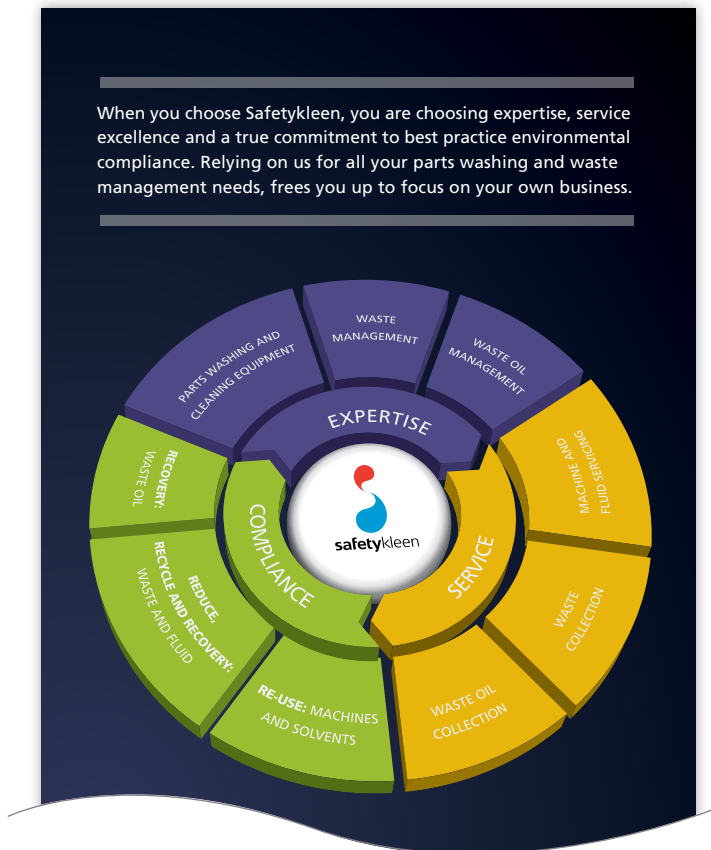 When you choose Safetykleen, you are choosing expertise, service
excellence and a true commitment to best practice environmental
compliance. Relying on us for all your parts washing and waste
management needs, frees you up to focus on your own business.
PARTS WASHING AND
CLEANING EQUIPMENT
WASTE
MANAGEMENT
WASTE OIL
MANAGEMENT
EXPERTISE
MACHINE AND
FLUID SERVICING
WASTE
COLLECTION
WASTE OIL
COLLECTION
SERVICE
RE-USE: MACHINES
AND SOLVENTS
REDUCE,
RECYCLE AND RECOVERY:
WASTE AND FLUID
RECOVERY:
WASTE OIL
COMPLIANCE
safetykleen